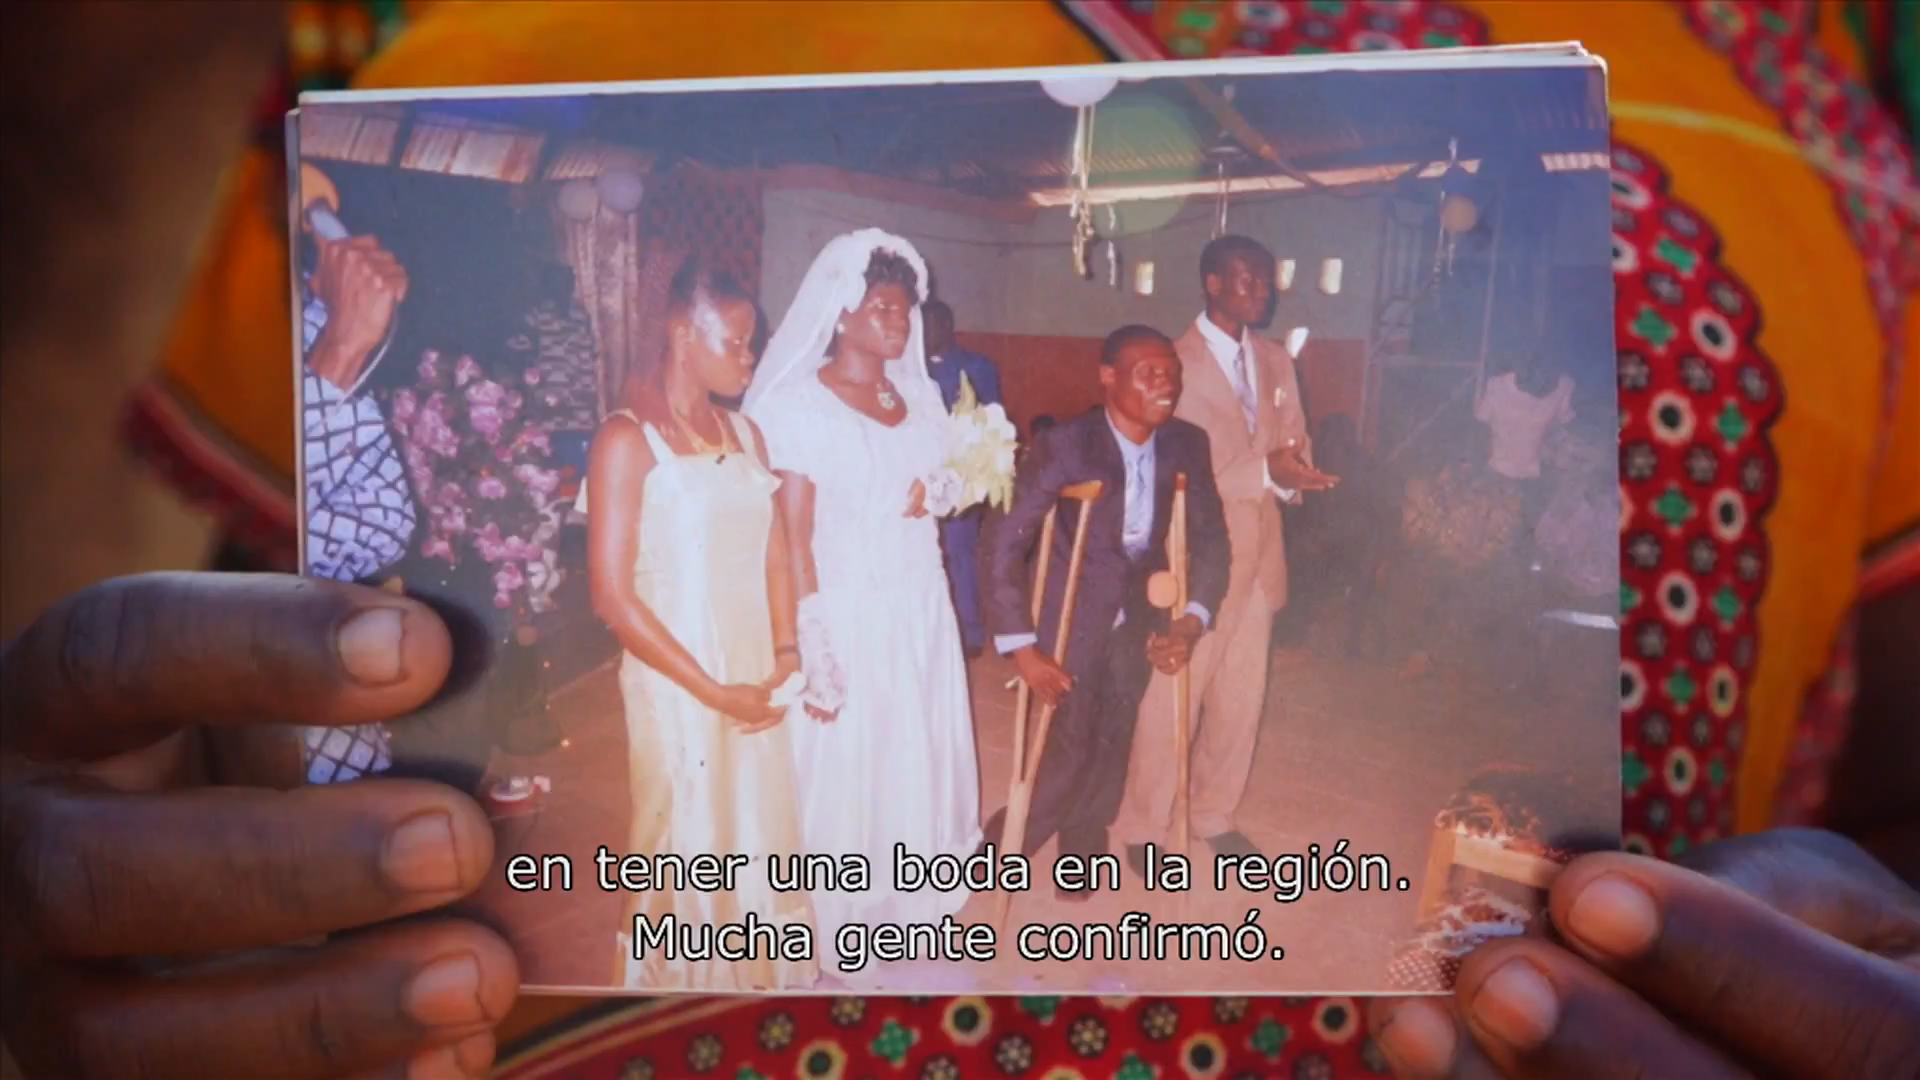 en tener una boda en la región.
Mucha gente confirmó.